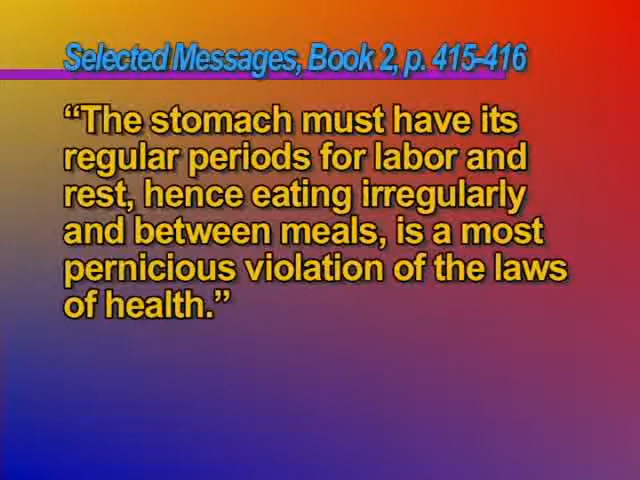 Selected Messages, Book 2, p. 415-416
“The stomach must have its
regular periods for labor and
rest, hence eating irregularly
and between meals, is a most
pernicious violation of the laws
of health.”